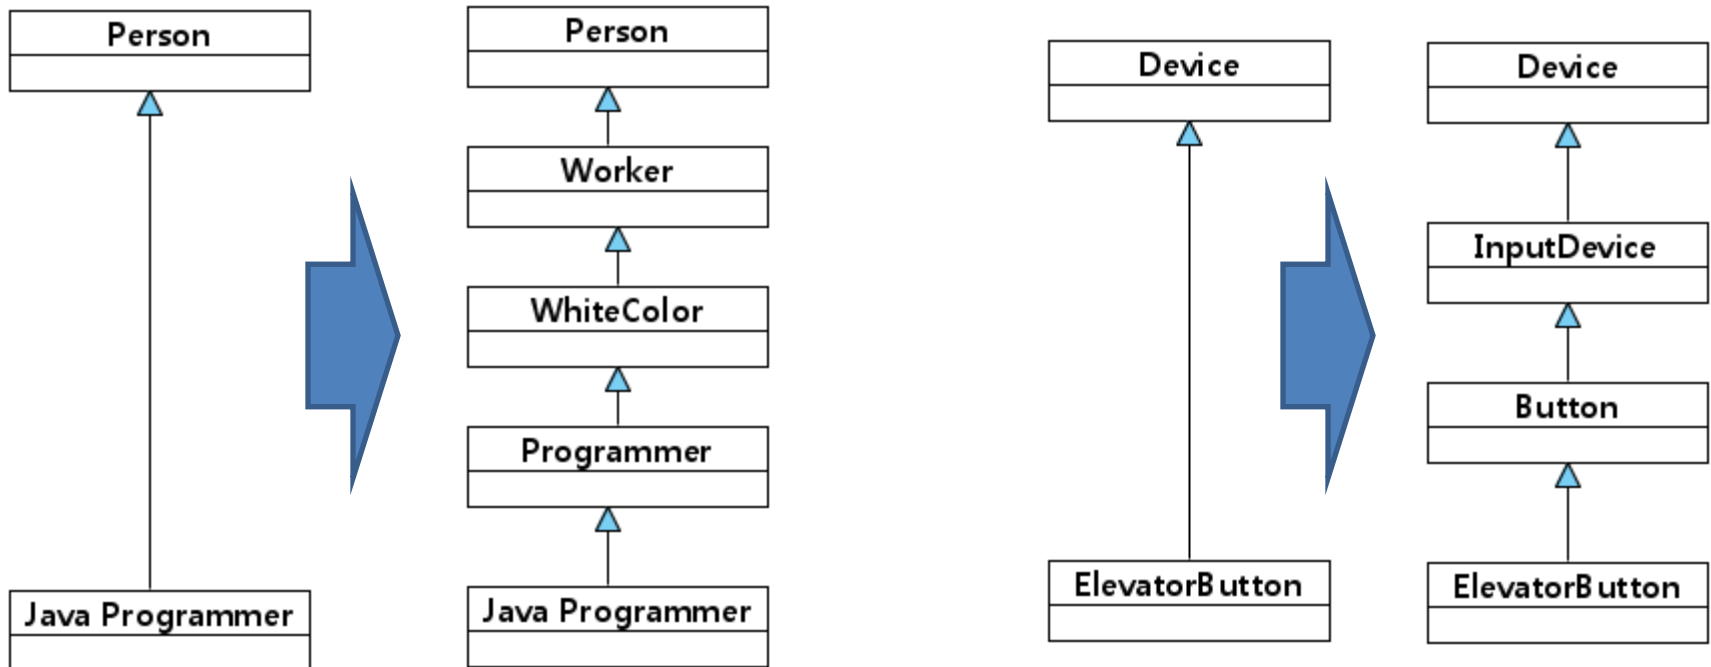 Person
Java Programmer
Person
Worker
WhiteColor
Programmer
Java Programmer
Device
ElevatorButton
Device
InputDevice
Button
ElevatorButton